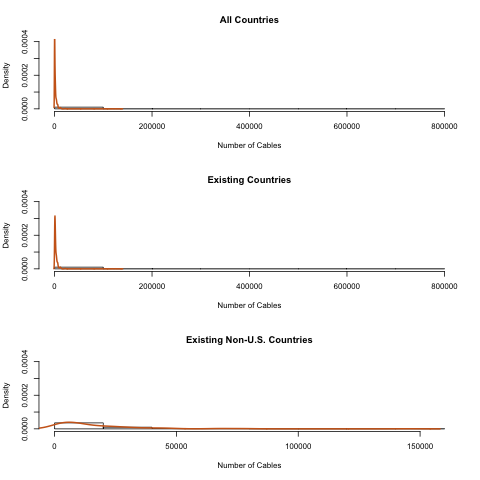 All Countries
Density
0.0000 0.0002 0.0004
0 200000 400000 600000 800000
Number of Cables
Existing Countries
Density
0.0000 0.0002 0.0004
0 200000 400000 600000 800000
Number of Cables
Existing Non-U.S. Countries
Density
0.0000 0.0002 0.0004
0 50000 100000 150000
Number of Cables